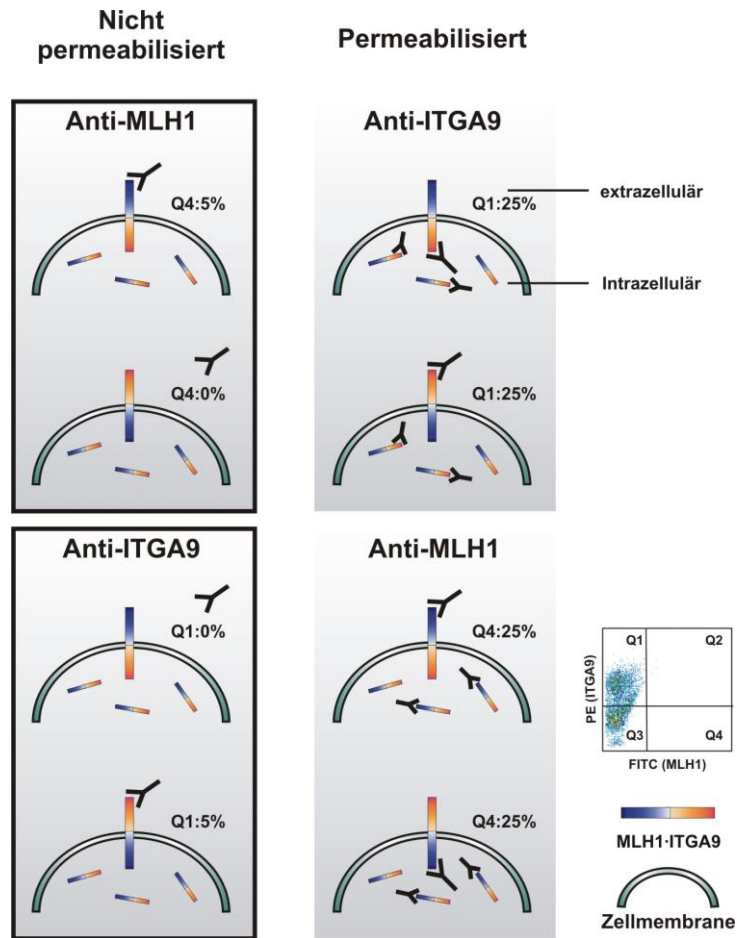 Nicht
permeabilisiert
Permeabilisiert
Anti-MLH1
Q4:5%
Q4:0%
Anti-ITGA9
Q1:25%
Q1:25%
extrazellulär
Intrazellulär
Anti-ITGA9
Q1:0%
Q1:5%
Anti-MLH1
Q4:25%
Q4:25%
Q1
Q2
Q3
Q4
PE (ITGA9)
FITC (MLH1)
MLH1·ITGA9
Zellmembrane